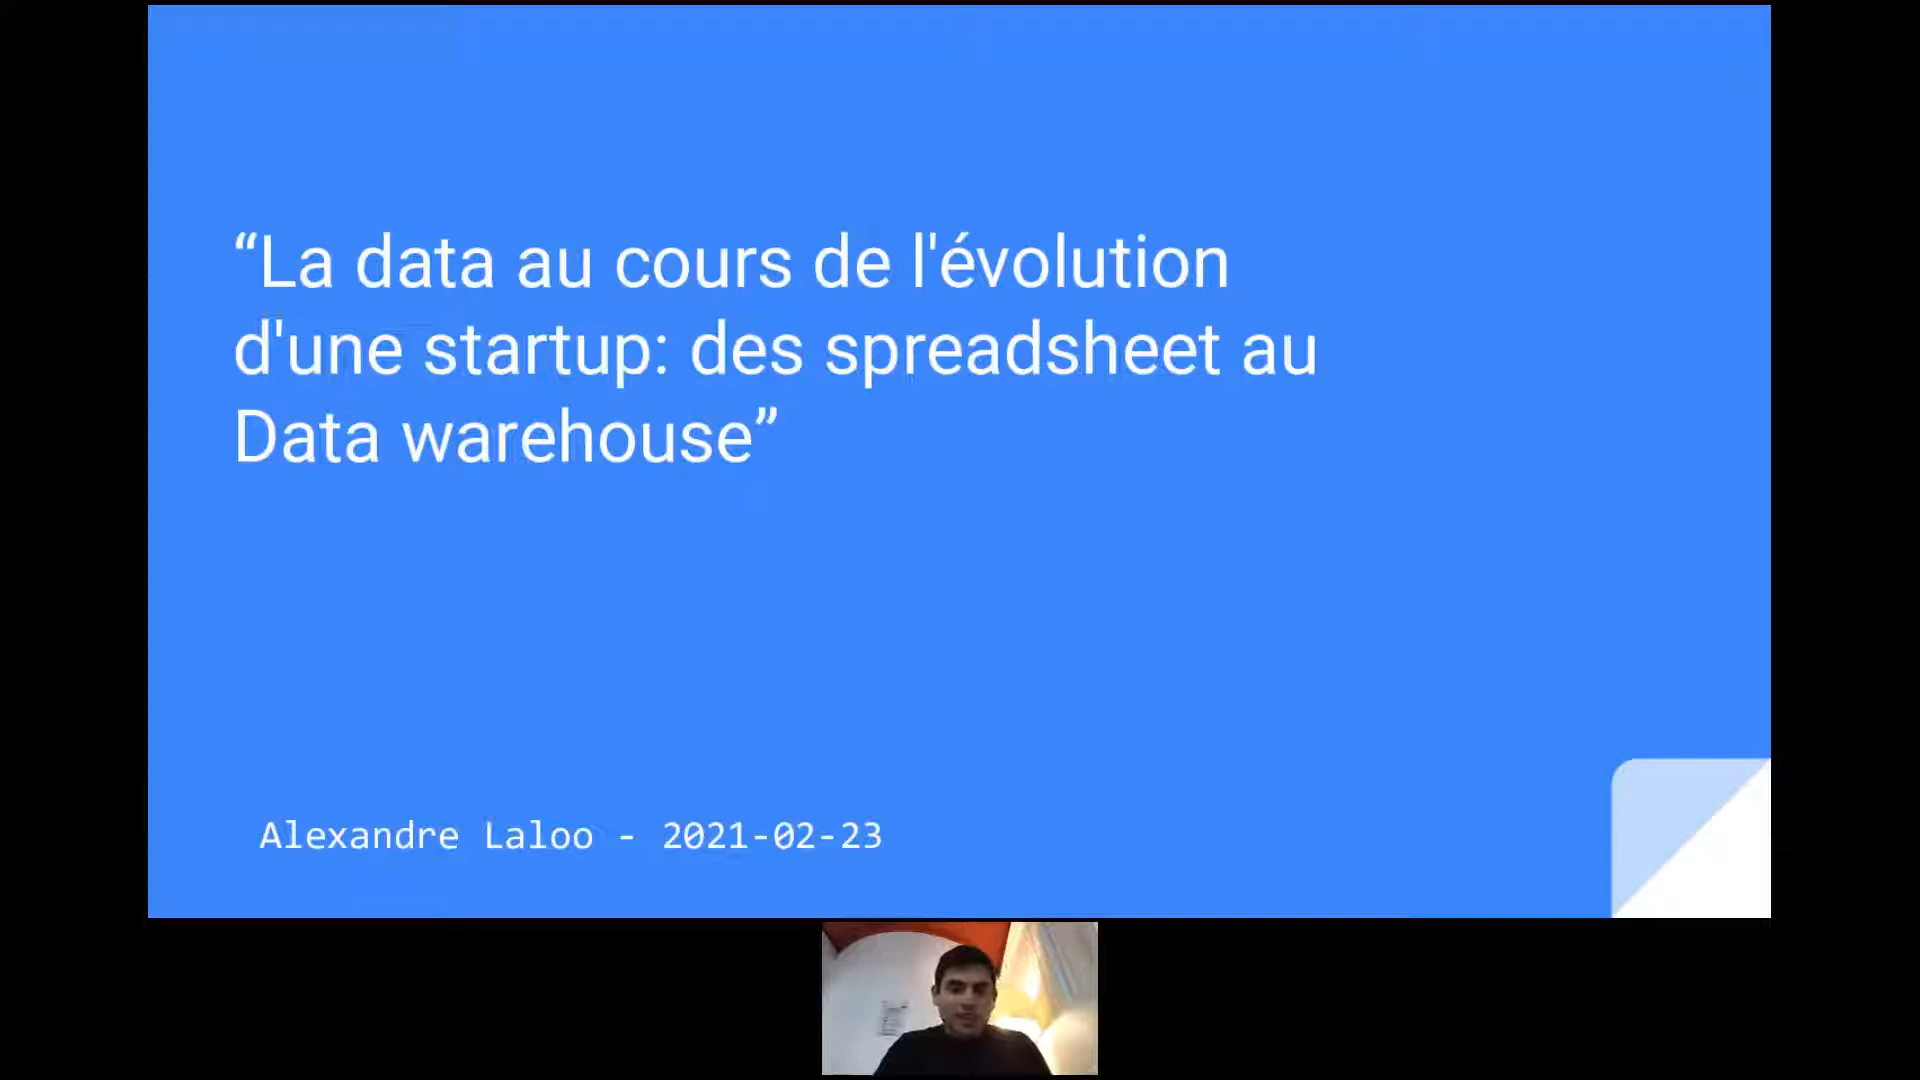 “La data au cours de l'évolution
d'une startup: des spreadsheet au
Data warehouse”
Alexandre Laloo - 2021-02-23